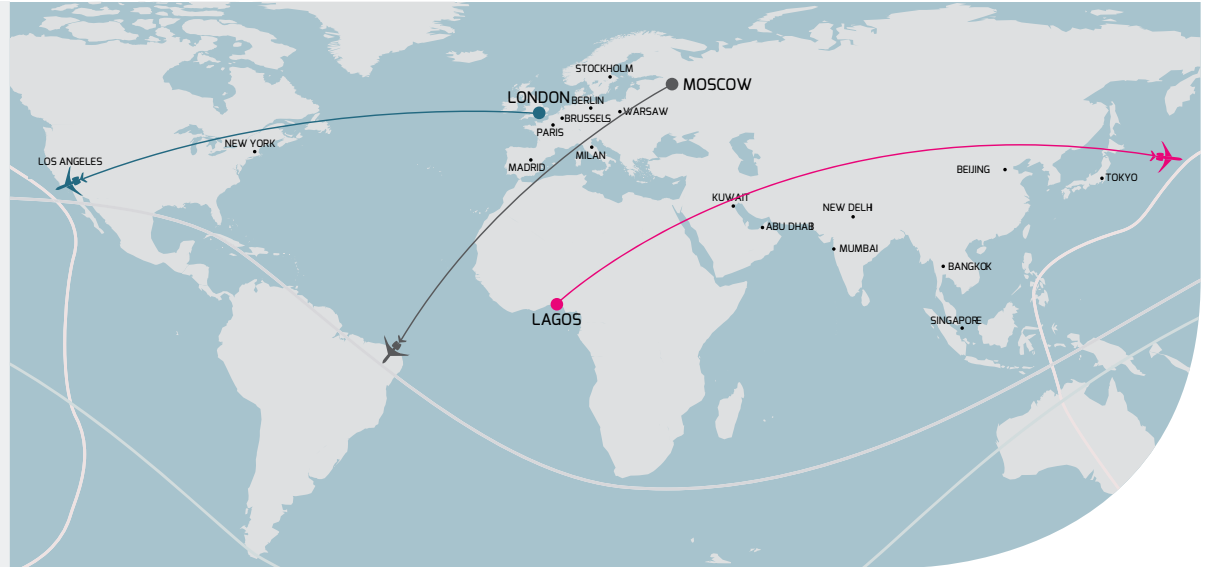 STOCKHOLM
MOSCOW
LONDON
BERLIN
WARSAW
BRUSSELS
PARIS
NEW YORK
MILAN
LOS ANGELES
MADRID
BEIJING
TOKYO
KUWAIT
NEW DELHI
ABU DHABI
MUMBAI
BANGKOK
LAGOS
SINGAPORE